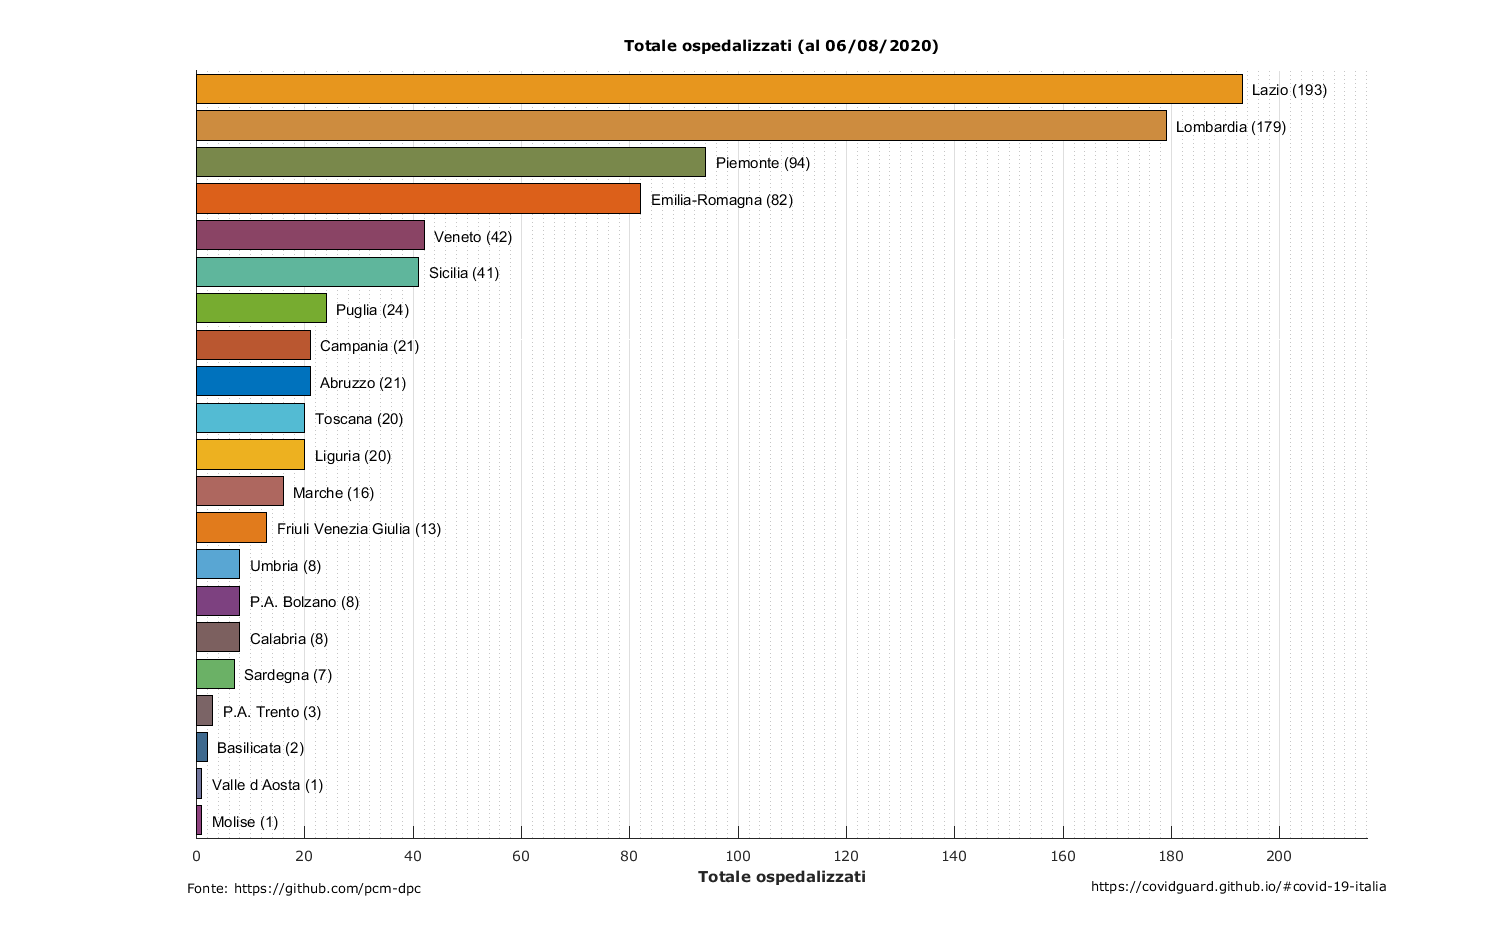 Totale ospedalizzati (al 06/08/2020)
Lazio (193)
Lombardia (179)
Piemonte (94)
Emilia-Romagna (82)
Veneto (42)
Sicilia (41)
Puglia (24)
Campania (21)
Abruzzo (21)
Toscana (20)
Liguria (20)
Marche (16)
Friuli Venezia Giulia (13)
Umbria (8)
P.A. Bolzano (8)
Calabria (8)
Sardegna (7)
P.A. Trento (3)
Basilicata (2)
Valle d Aosta (1)
Molise (1)
0 20 40 60 80 100 120 140 160 180 200
Totale ospedalizzati
Fonte: https://github.com/pcm-dpc
https://covidguard.github.io/#covid-19-italia